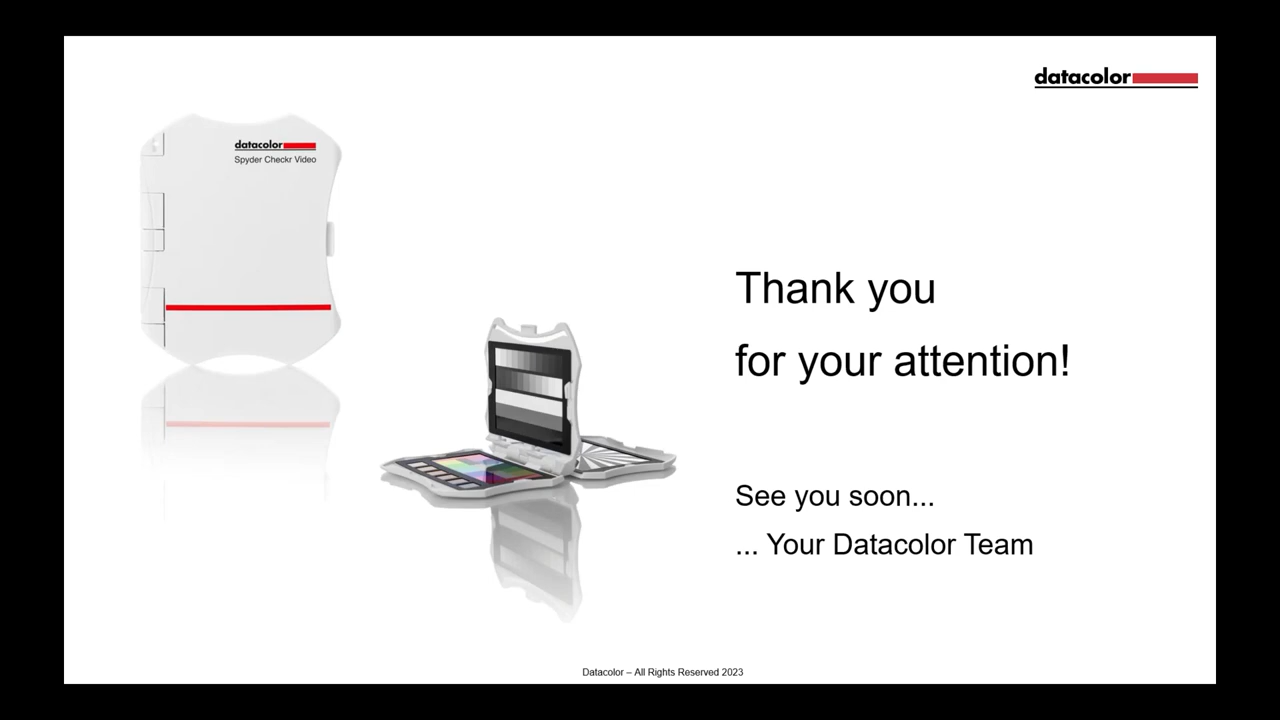 datacolor
datacolor
Spyder Checkr Video
Thank you
for your attention!
See you soon...
... Your Datacolor Team
Datacolor – All Rights Reserved 2023